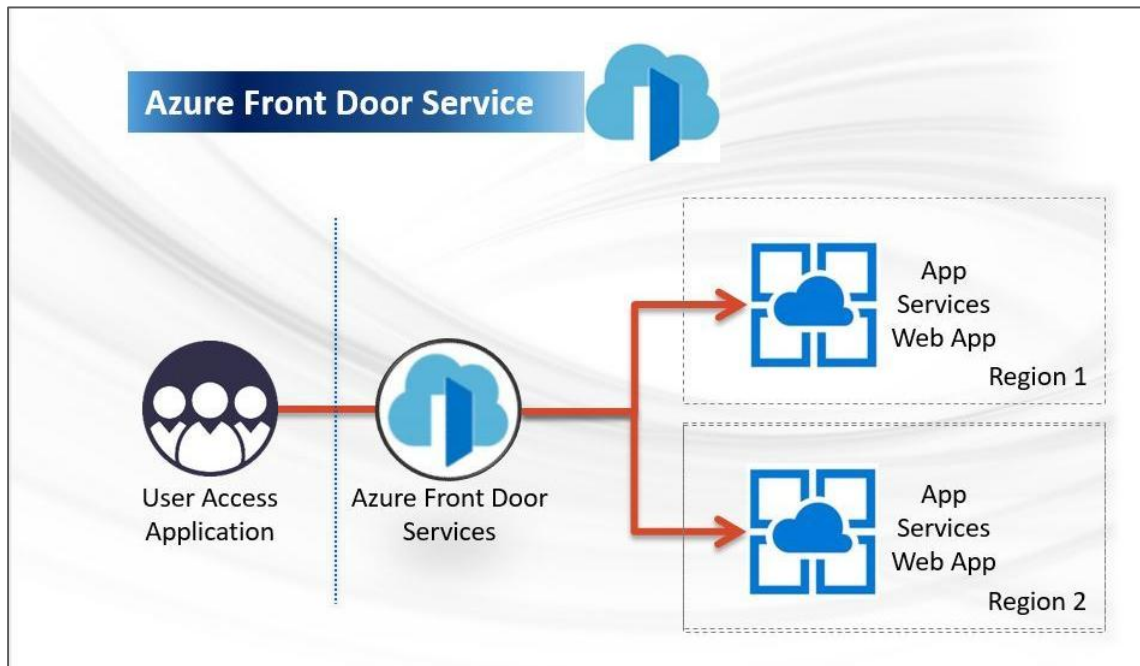 Azure Front Door Service
App
Services
Web App
Region 1
User Access
Application
Azure Front Door
Services
App
Services
Web App
Region 2